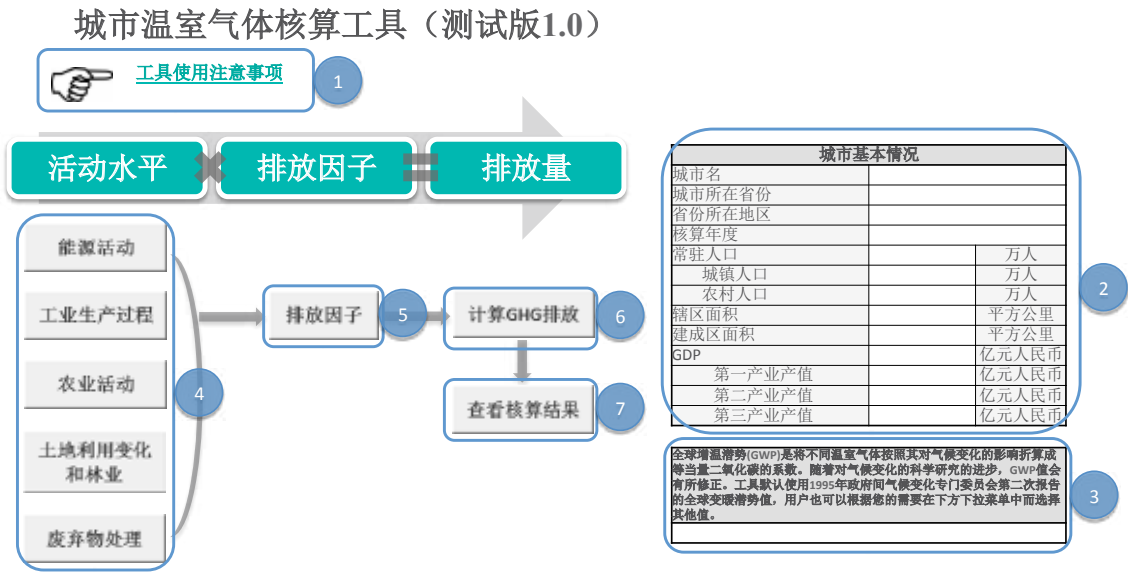 城市温室气体核算工具（测试版1.0）
工具使用注意事项
1
活动水平
×
排放因子
=
排放量
能源活动
工业生产过程
农业活动
土地利用变化
和林业
废弃物处理
4
排放因子
5
计算GHG排放
6
查看核算结果
7
城市基本情况
城市名
城市所在省份
省份所在地区
核算年度
常驻人口 万人
城镇人口 万人
农村人口 万人
辖区面积 平方公里
建成区面积 平方公里
GDP 亿元人民币
第一产业产值 亿元人民币
第二产业产值 亿元人民币
第三产业产值 亿元人民币
2
全球增温潜势(GWP)是将不同温室气体按照其对气候变化的影响折算成
等当量二氧化碳的系数。随着对气候变化的科学研究的进步，GWP值会
有所修正。工具默认使用1995年政府间气候变化专门委员会第二次报告
的全球变暖潜势值，用户也可以根据您的需要在下方下拉菜单中而选择
其他值。
3